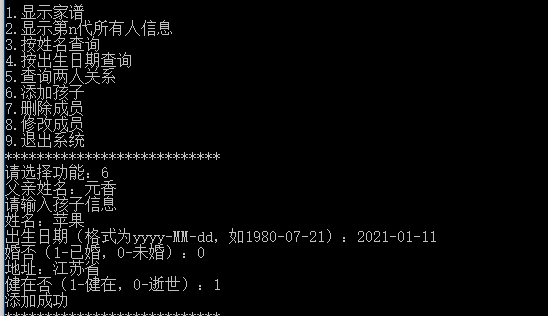 1.显示家谱
2.显示第n代所有人信息
3.按姓名查询
4.按出生日期查询
5.查询两人关系
6.添加孩子
7.删除成员
8.修改成员
9.退出系统
***************************
请选择功能：6
父亲姓名：元香
请输入孩子信息
姓名：苹果
出生日期（格式为yyyy-MM-dd，如1980-07-21）：2021-01-11
婚否（1-已婚，0-未婚）：0
地址：江苏省
健在否（1-健在，0-逝世）：1
添加成功
***************************